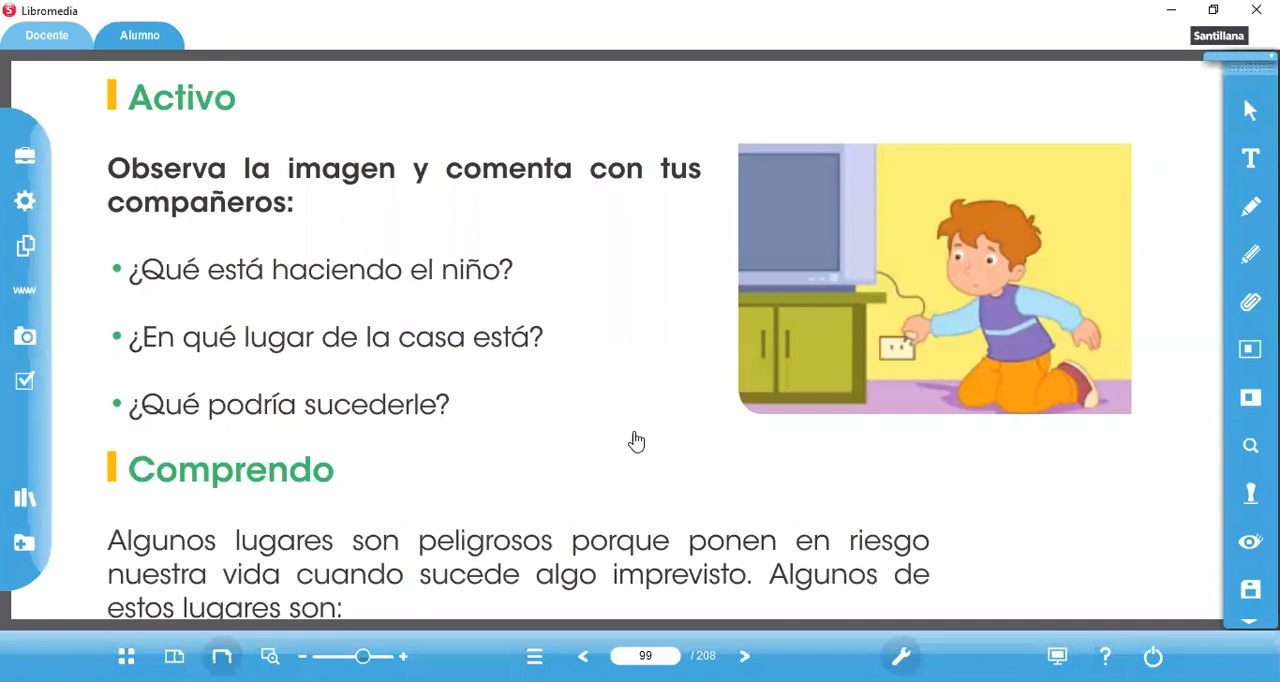 Libromedia
Docente
Alumno
Santillana
Activo
Observa la imagen y comenta con tus
compañeros:
• ¿Qué está haciendo el niño?
• ¿En qué lugar de la casa está?
• ¿Qué podría sucederle?
Comprendo
Algunos lugares son peligrosos porque ponen en riesgo
nuestra vida cuando sucede algo imprevisto. Algunos de
estos lugares son:
www
T
99 / 208
?